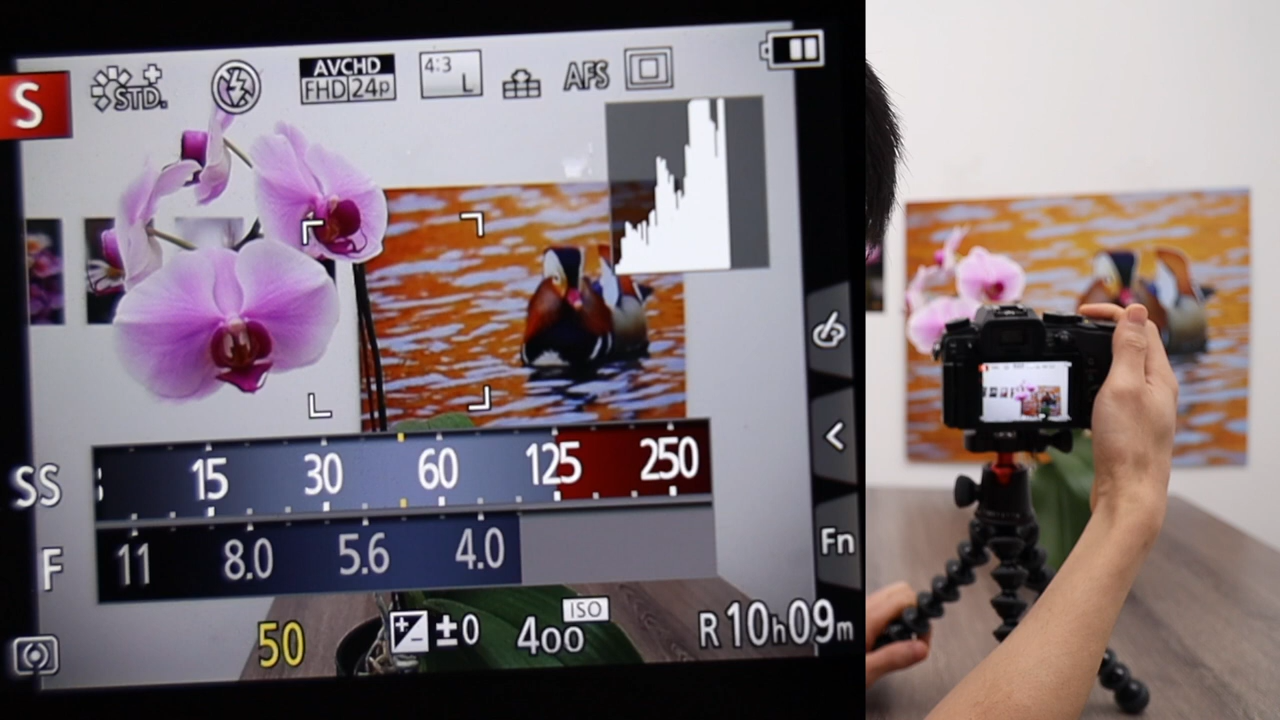 S
STD.
AVCHD
FHD 24p
4:3
L
AFS
SS 15 30 60 125 250
F 11 8.0 5.6 4.0
Fn
50 ±0 400 ISO R10h09m